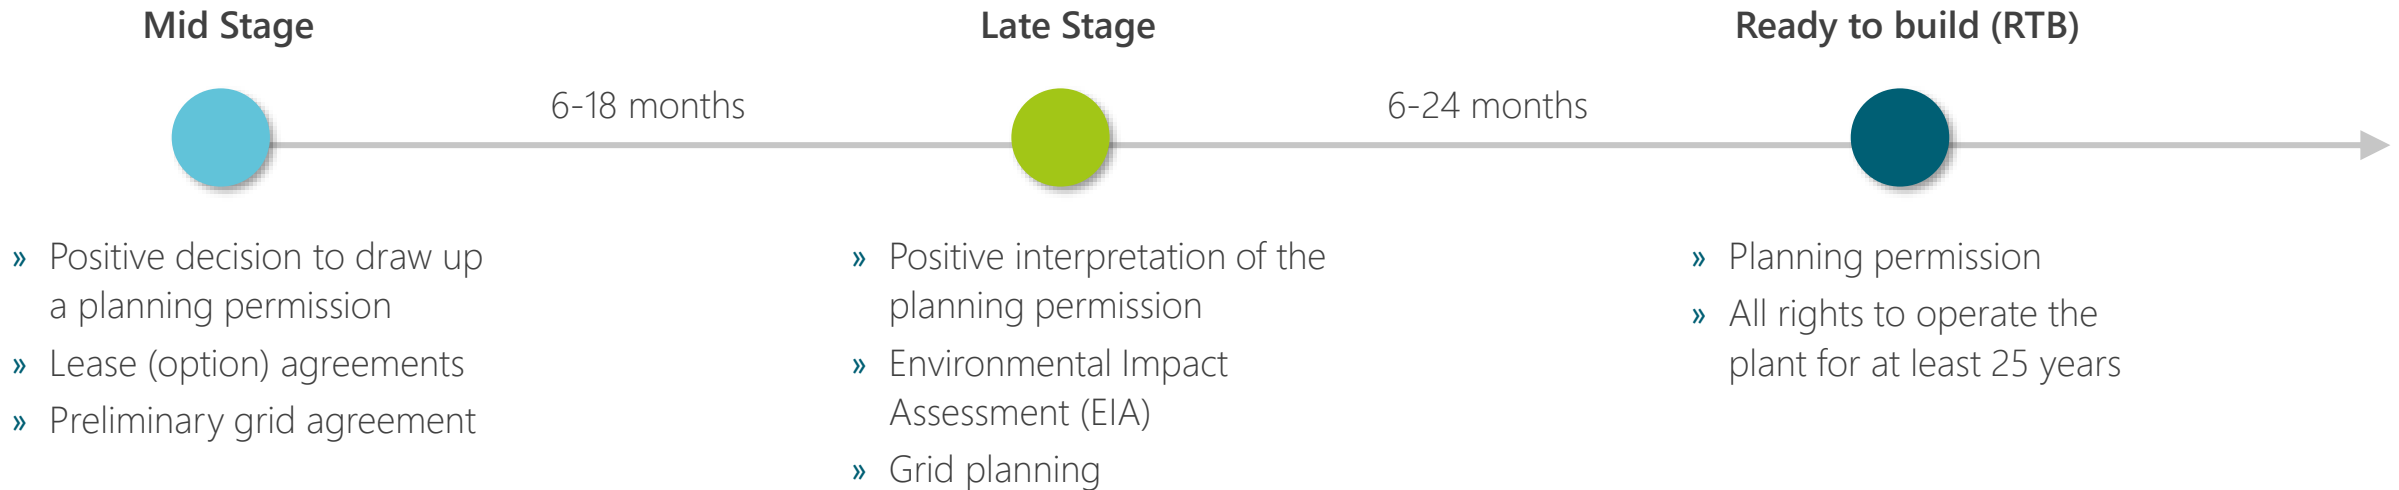 Mid Stage
Late Stage
Ready to build (RTB)
6-18 months
6-24 months
» Positive decision to draw up
a planning permission
» Lease (option) agreements
» Preliminary grid agreement
» Positive interpretation of the
planning permission
» Environmental Impact
Assessment (EIA)
» Grid planning
» Planning permission
» All rights to operate the
plant for at least 25 years